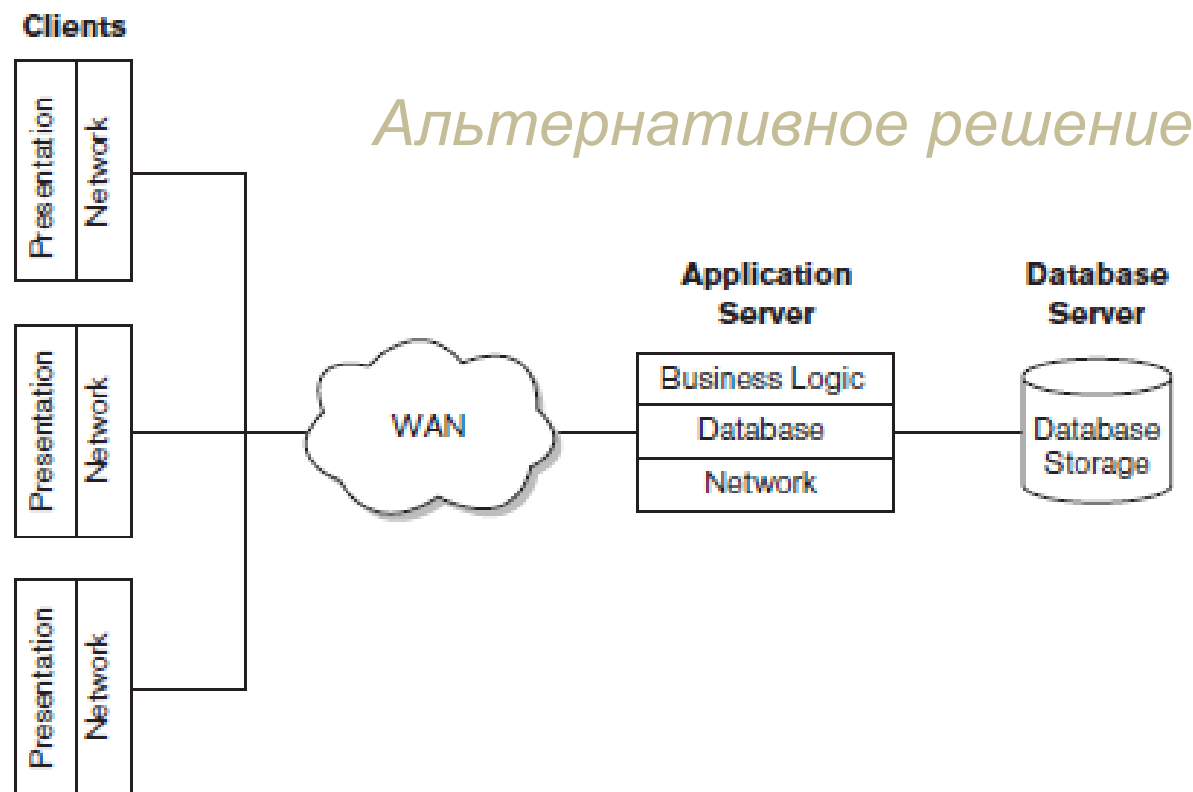 Clients
Альтернативное решение
Presentation
Network
Presentation
Network
Presentation
Network
WAN
Application
Server
Business Logic
Database
Network
Database
Server
Database
Storage